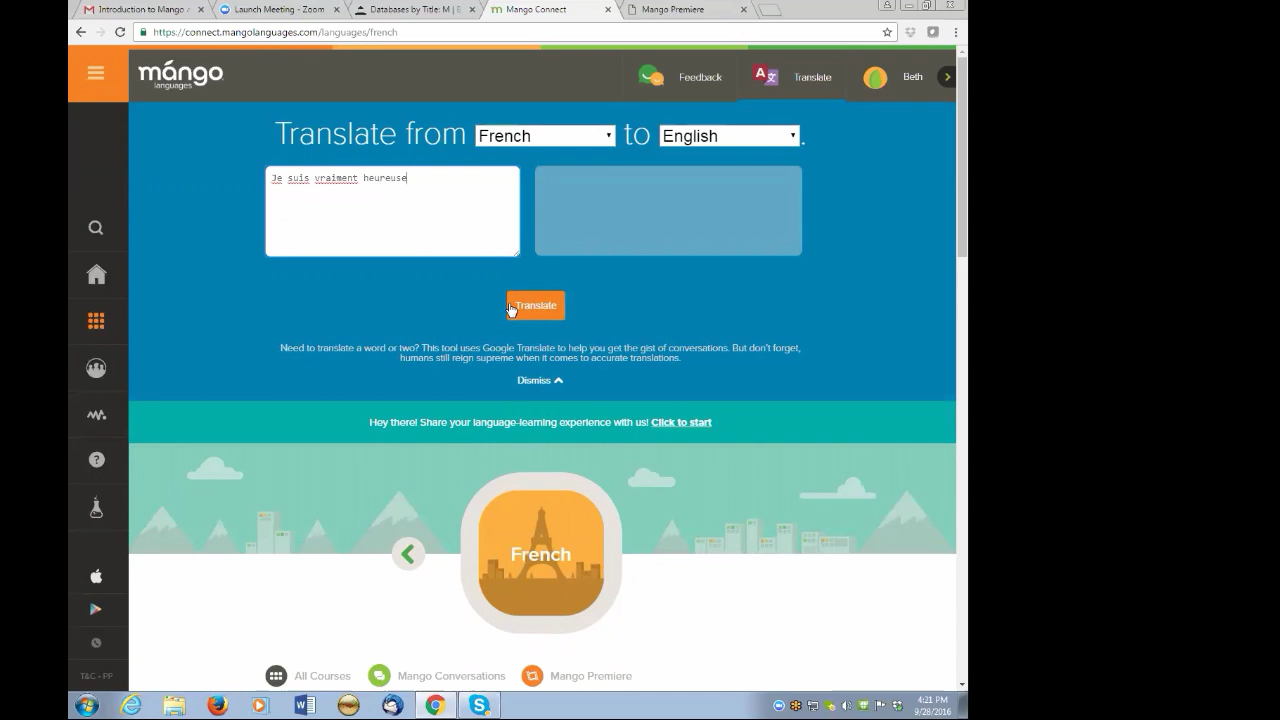 Introduction to Mango a
Launch Meeting - Zoom
Databases by Title: M | E
Mango Connect
Mango Premiere
https://connect.mangolanguages.com/languages/french
mango
languages
Feedback
Translate
Beth
Translate from French to English.
Je suis vraiment heureuse
Translate
Need to translate a word or two? This tool uses Google Translate to help you get the gist of conversations. But don't forget,
humans still reign supreme when it comes to accurate translations.
Dismiss
Hey there! Share your language-learning experience with us! Click to start
French
All Courses
Mango Conversations
Mango Premiere
T&C - PP
4:21 PM
9/28/2016